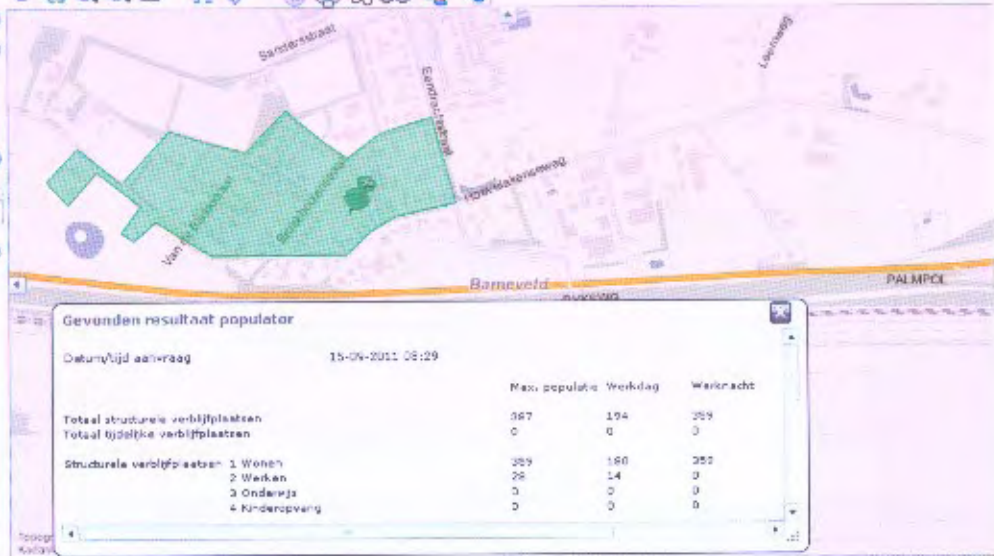 Sandersstraat
Eendrachtstraat
Leemweg
Barneveld
PALMPOL
Gevonden resultaat populator
Datum/tijd aanvraag 15-09-2011 08:29
Max. populatie Werkdag Werknacht
Totaal structurele verblijfplaatsen 387 194 359
Totaal tijdelijke verblijfplaatsen 0 0 0
Structurele verblijfplaatsen 1 Wonen 359 180 359
2 Werken 28 14 0
3 Onderwijs 0 0 0
4 Kinderopvang 0 0 0